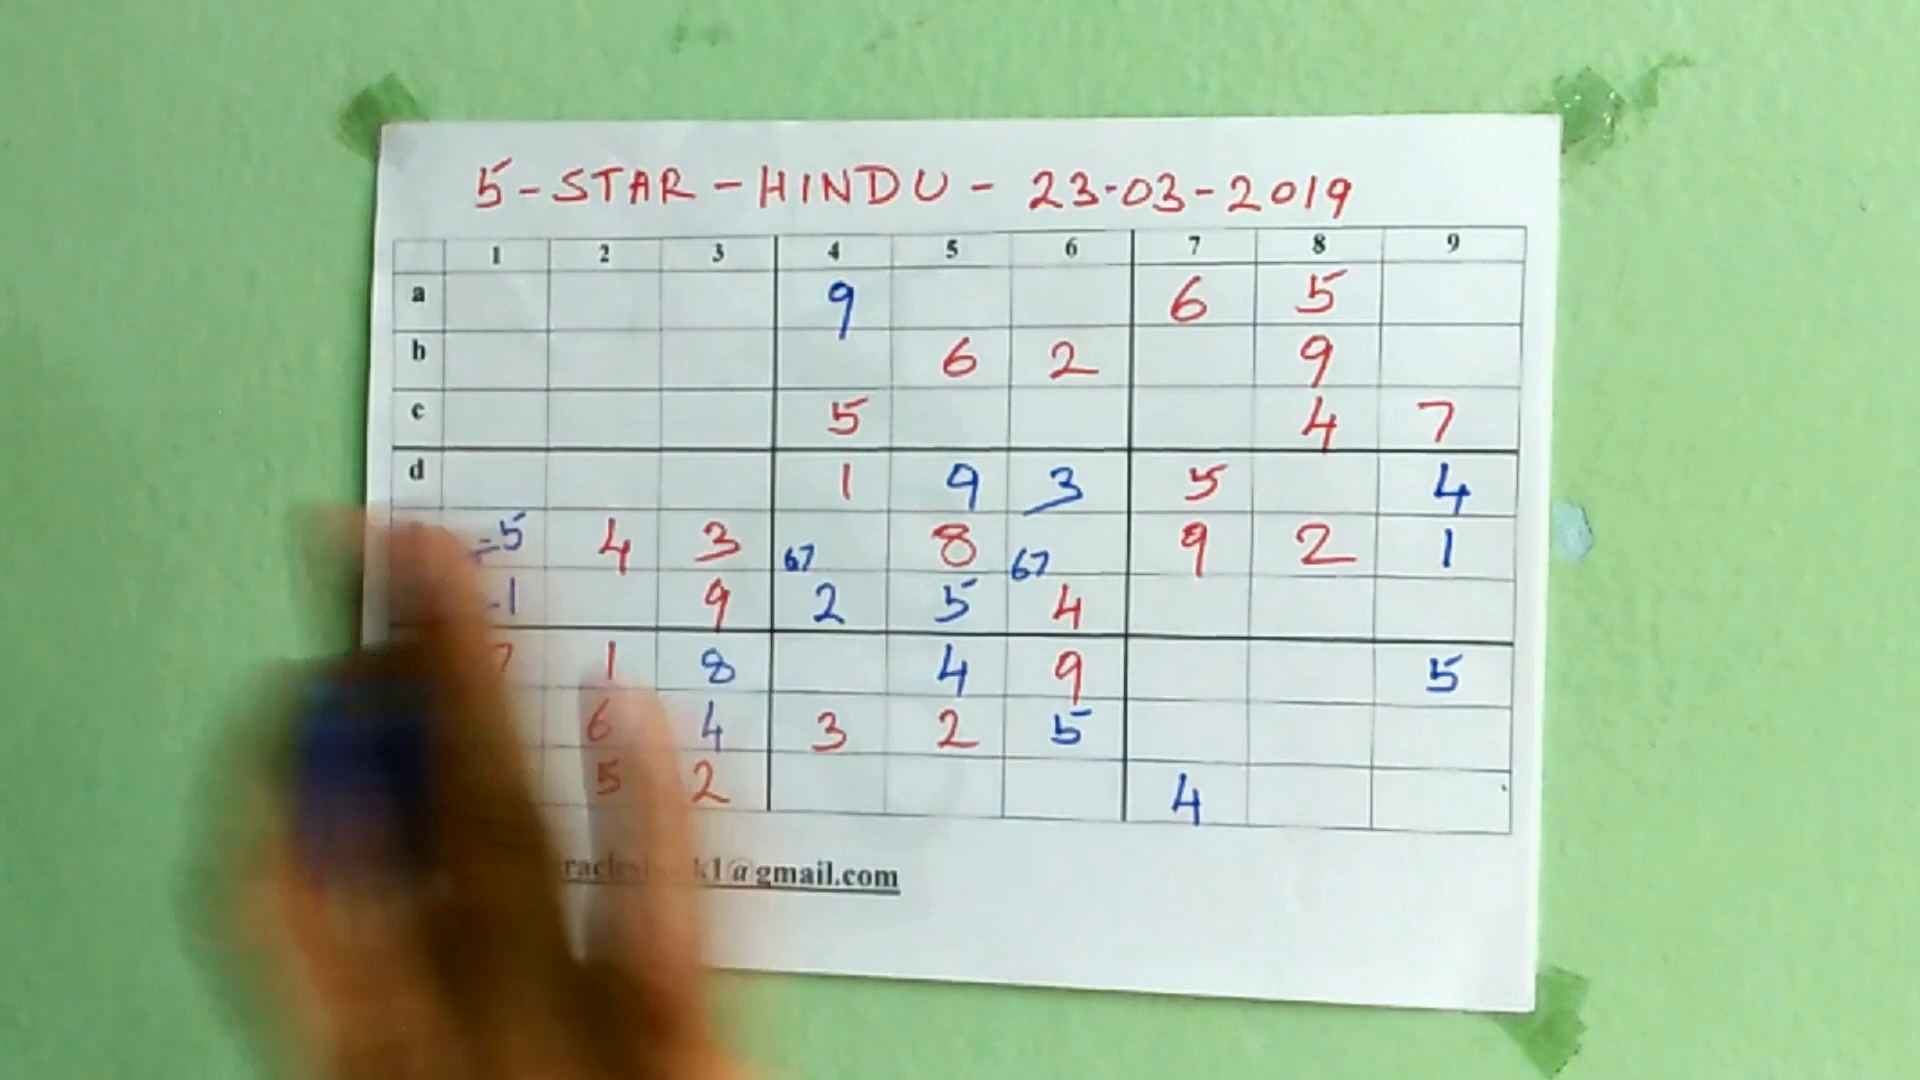 5-STAR-HINDU-23-03-2019
1 2 3 4 5 6 7 8 9
a 9 6 5
b 6 2 9
c 5 4 7
d 1 9 3 5 4
5 4 3 67 8 67 9 2 1
1 9 2 5 4
7 1 8 4 9 5
6 4 3 2 5
5 2 4
k1@gmail.com